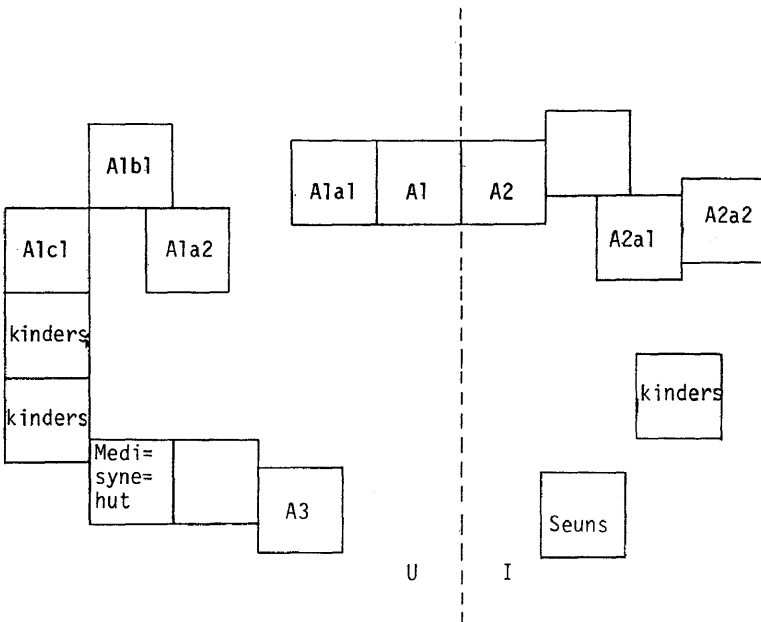 A1b1
A1a1 A1 A2
A2a2
A1c1 A1a2 A2a1
kinders
kinders
kinders
Medi=
syne=
hut
A3
Seuns
U I